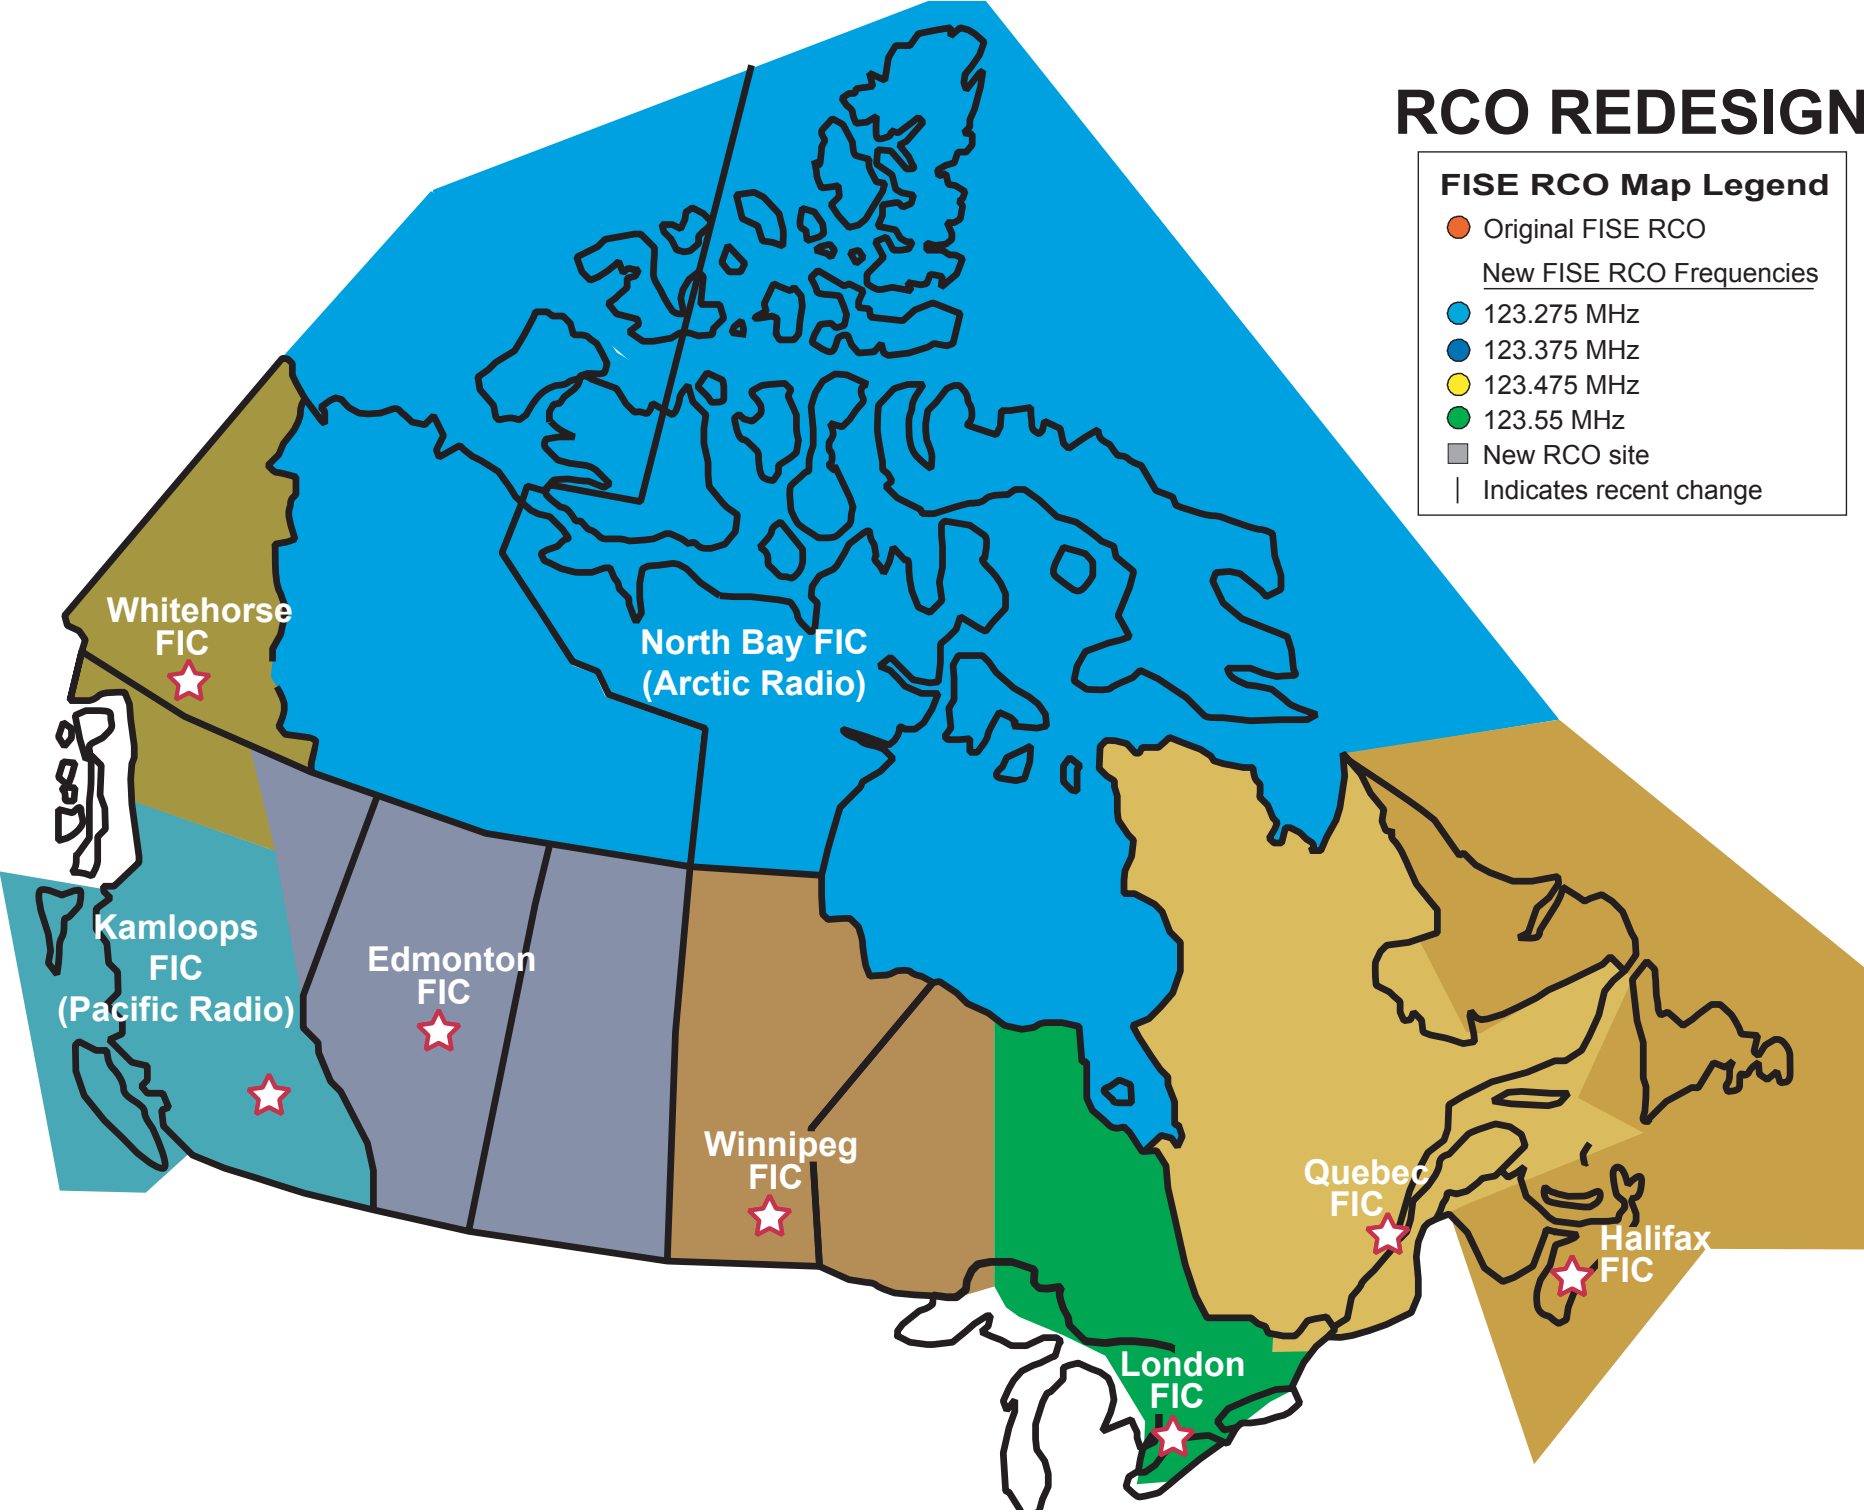 RCO REDESIGN
FISE RCO Map Legend
Original FISE RCO
New FISE RCO Frequencies
123.275 MHz
123.375 MHz
123.475 MHz
123.55 MHz
New RCO site
Indicates recent change
Whitehorse
FIC
North Bay FIC
(Arctic Radio)
Kamloops
FIC
(Pacific Radio)
Edmonton
FIC
Winnipeg
FIC
Quebec
FIC
Halifax
FIC
London
FIC